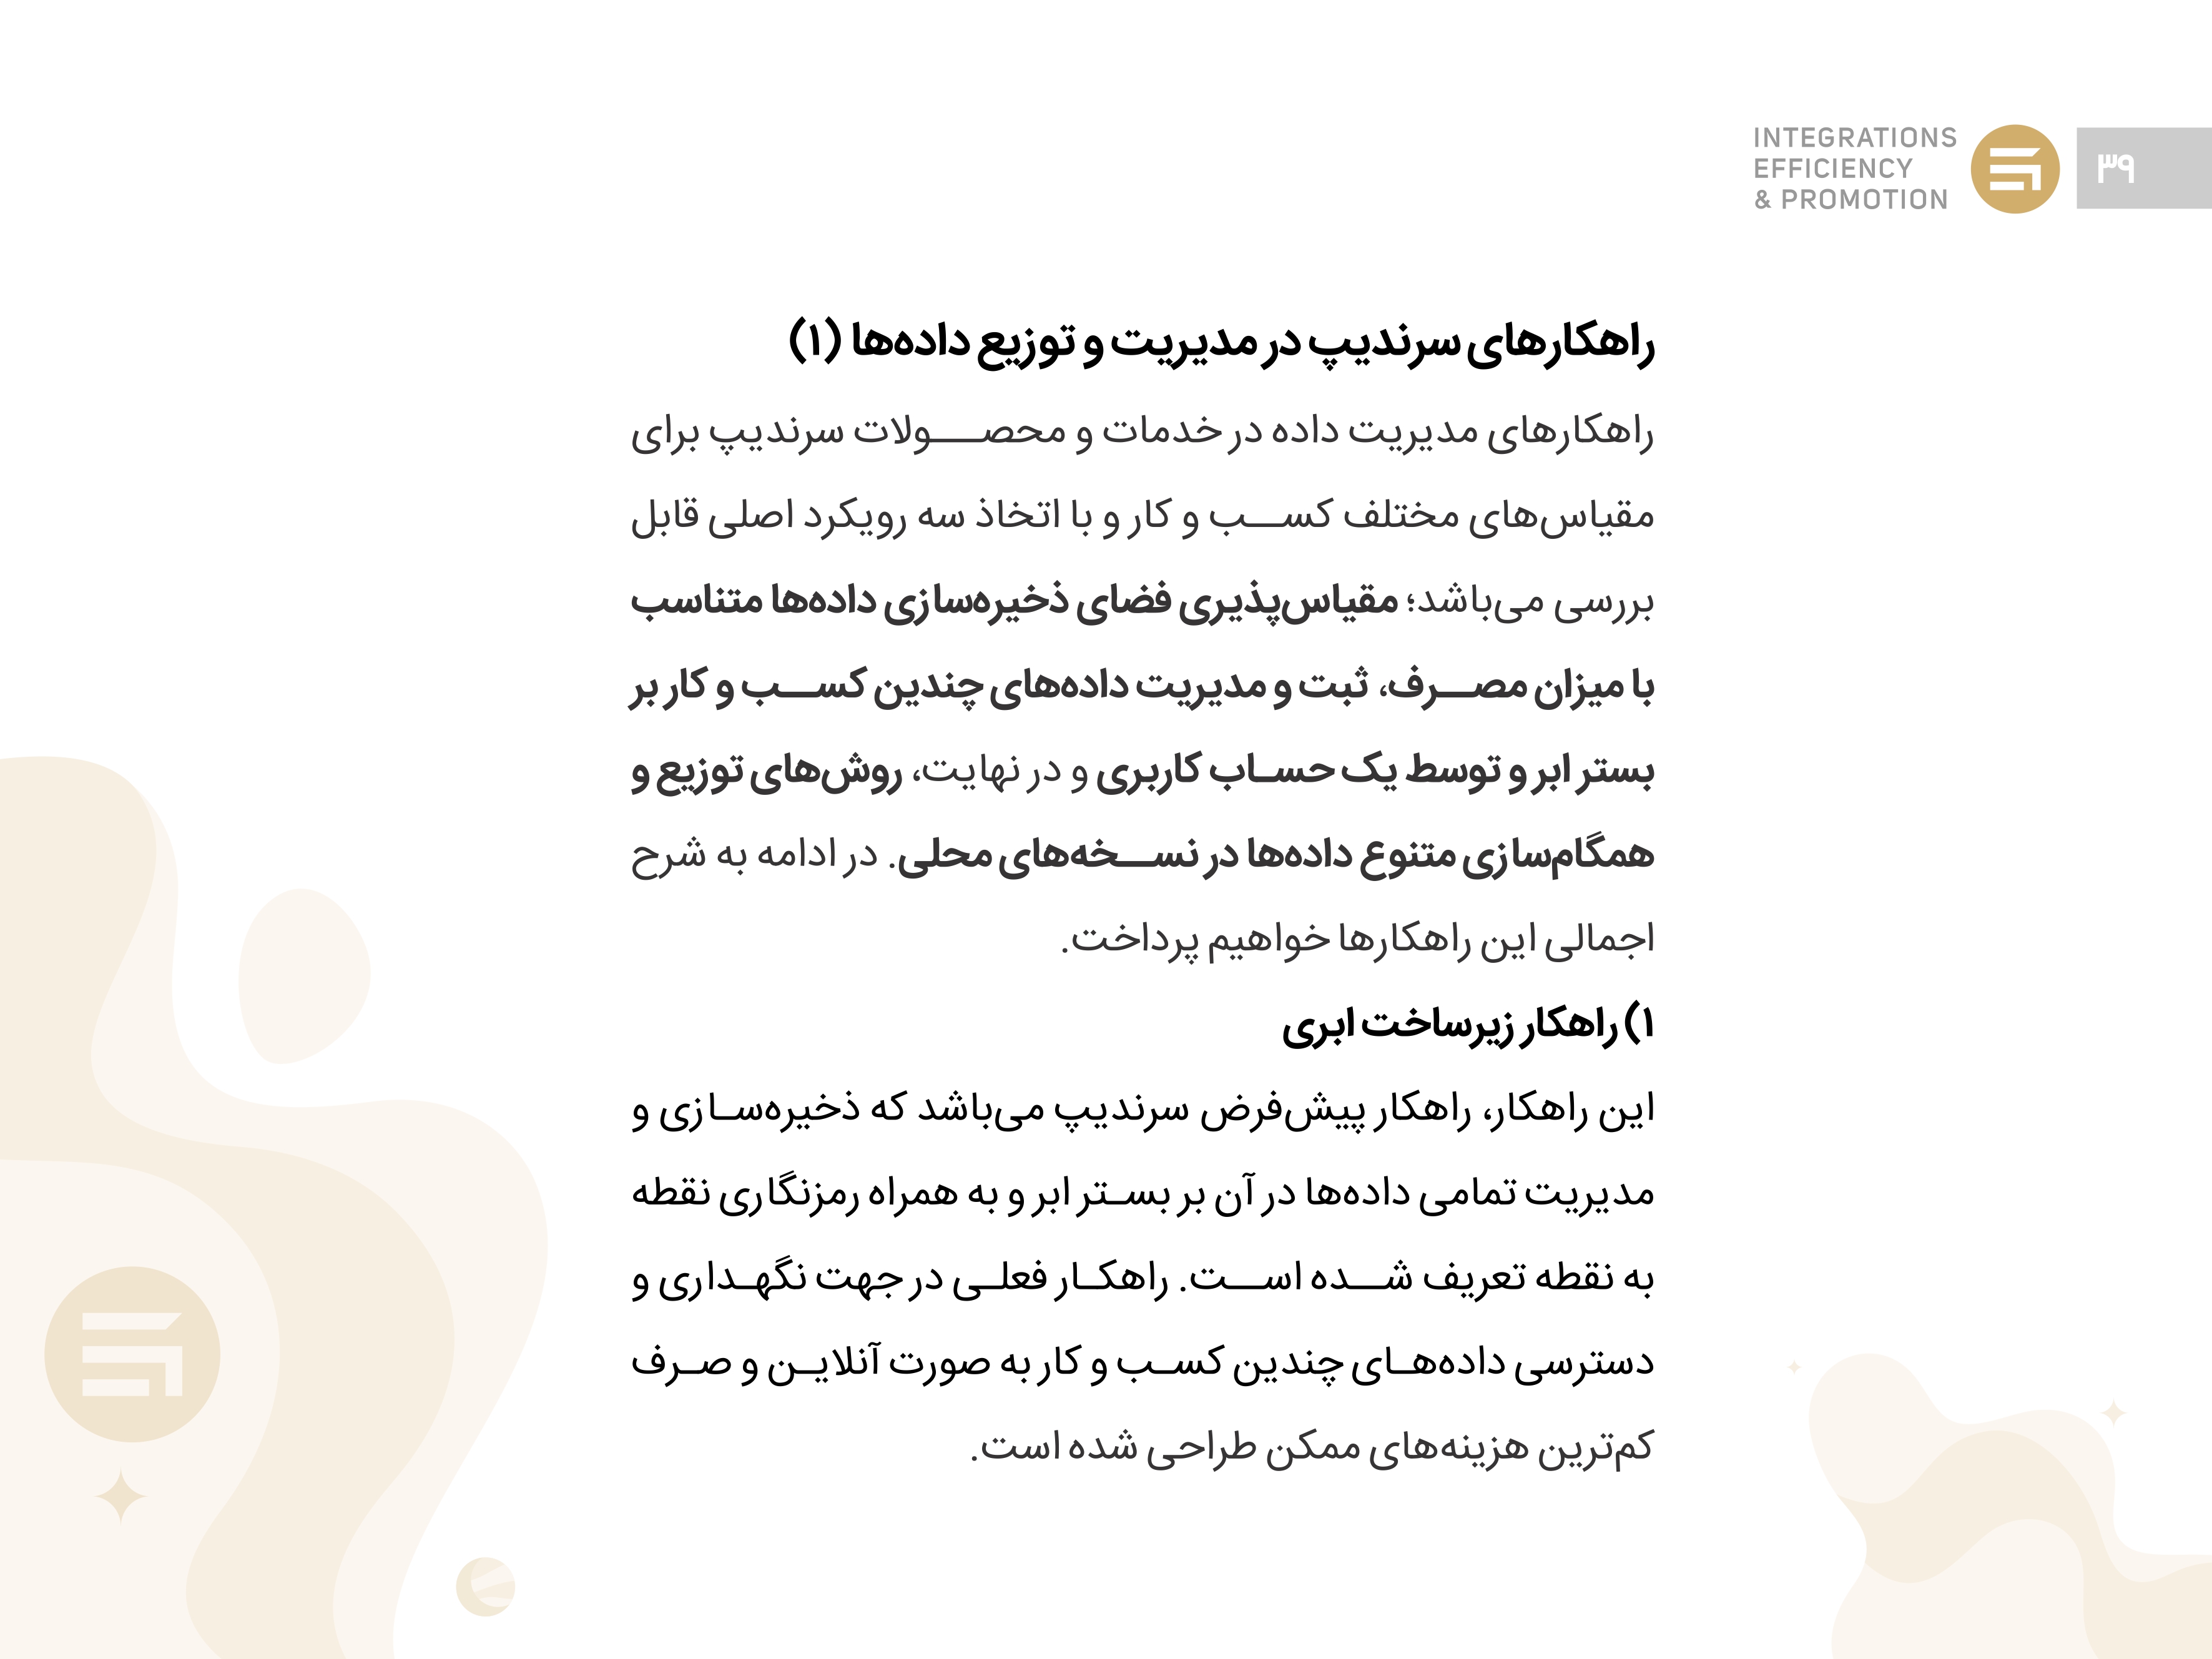 INTEGRATIONS
EFFICIENCY
& PROMOTION
۳۹
راهکارهای سرندیپ در مدیریت و توزیع داده‌ها (۱)
راهکارهای مدیریت داده در خدمات و محصولات سرندیپ برای
مقیاس‌های مختلف کسب و کار و با اتخاذ سه رویکرد اصلی قابل
بررسی می‌باشد؛ مقیاس‌پذیری فضای ذخیره‌سازی داده‌ها متناسب
با میزان مصرف، ثبت و مدیریت داده‌های چندین کسب و کار بر
بستر ابر و توسط یک حساب کاربری و در نهایت، روش‌های توزیع و
همگام‌سازی متنوع داده‌ها در نسخه‌های محلی. در ادامه به شرح
اجمالی این راهکارها خواهیم پرداخت.
۱) راهکار زیرساخت ابری
این راهکار، راهکار پیش‌فرض سرندیپ می‌باشد که ذخیره‌سازی و
مدیریت تمامی داده‌ها در آن بر بستر ابر و به همراه رمزنگاری نقطه
به نقطه تعریف شده است. راهکار فعلی در جهت نگهداری و
دسترسی داده‌های چندین کسب و کار به صورت آنلاین و صرف
کم‌ترین هزینه‌های ممکن طراحی شده است.